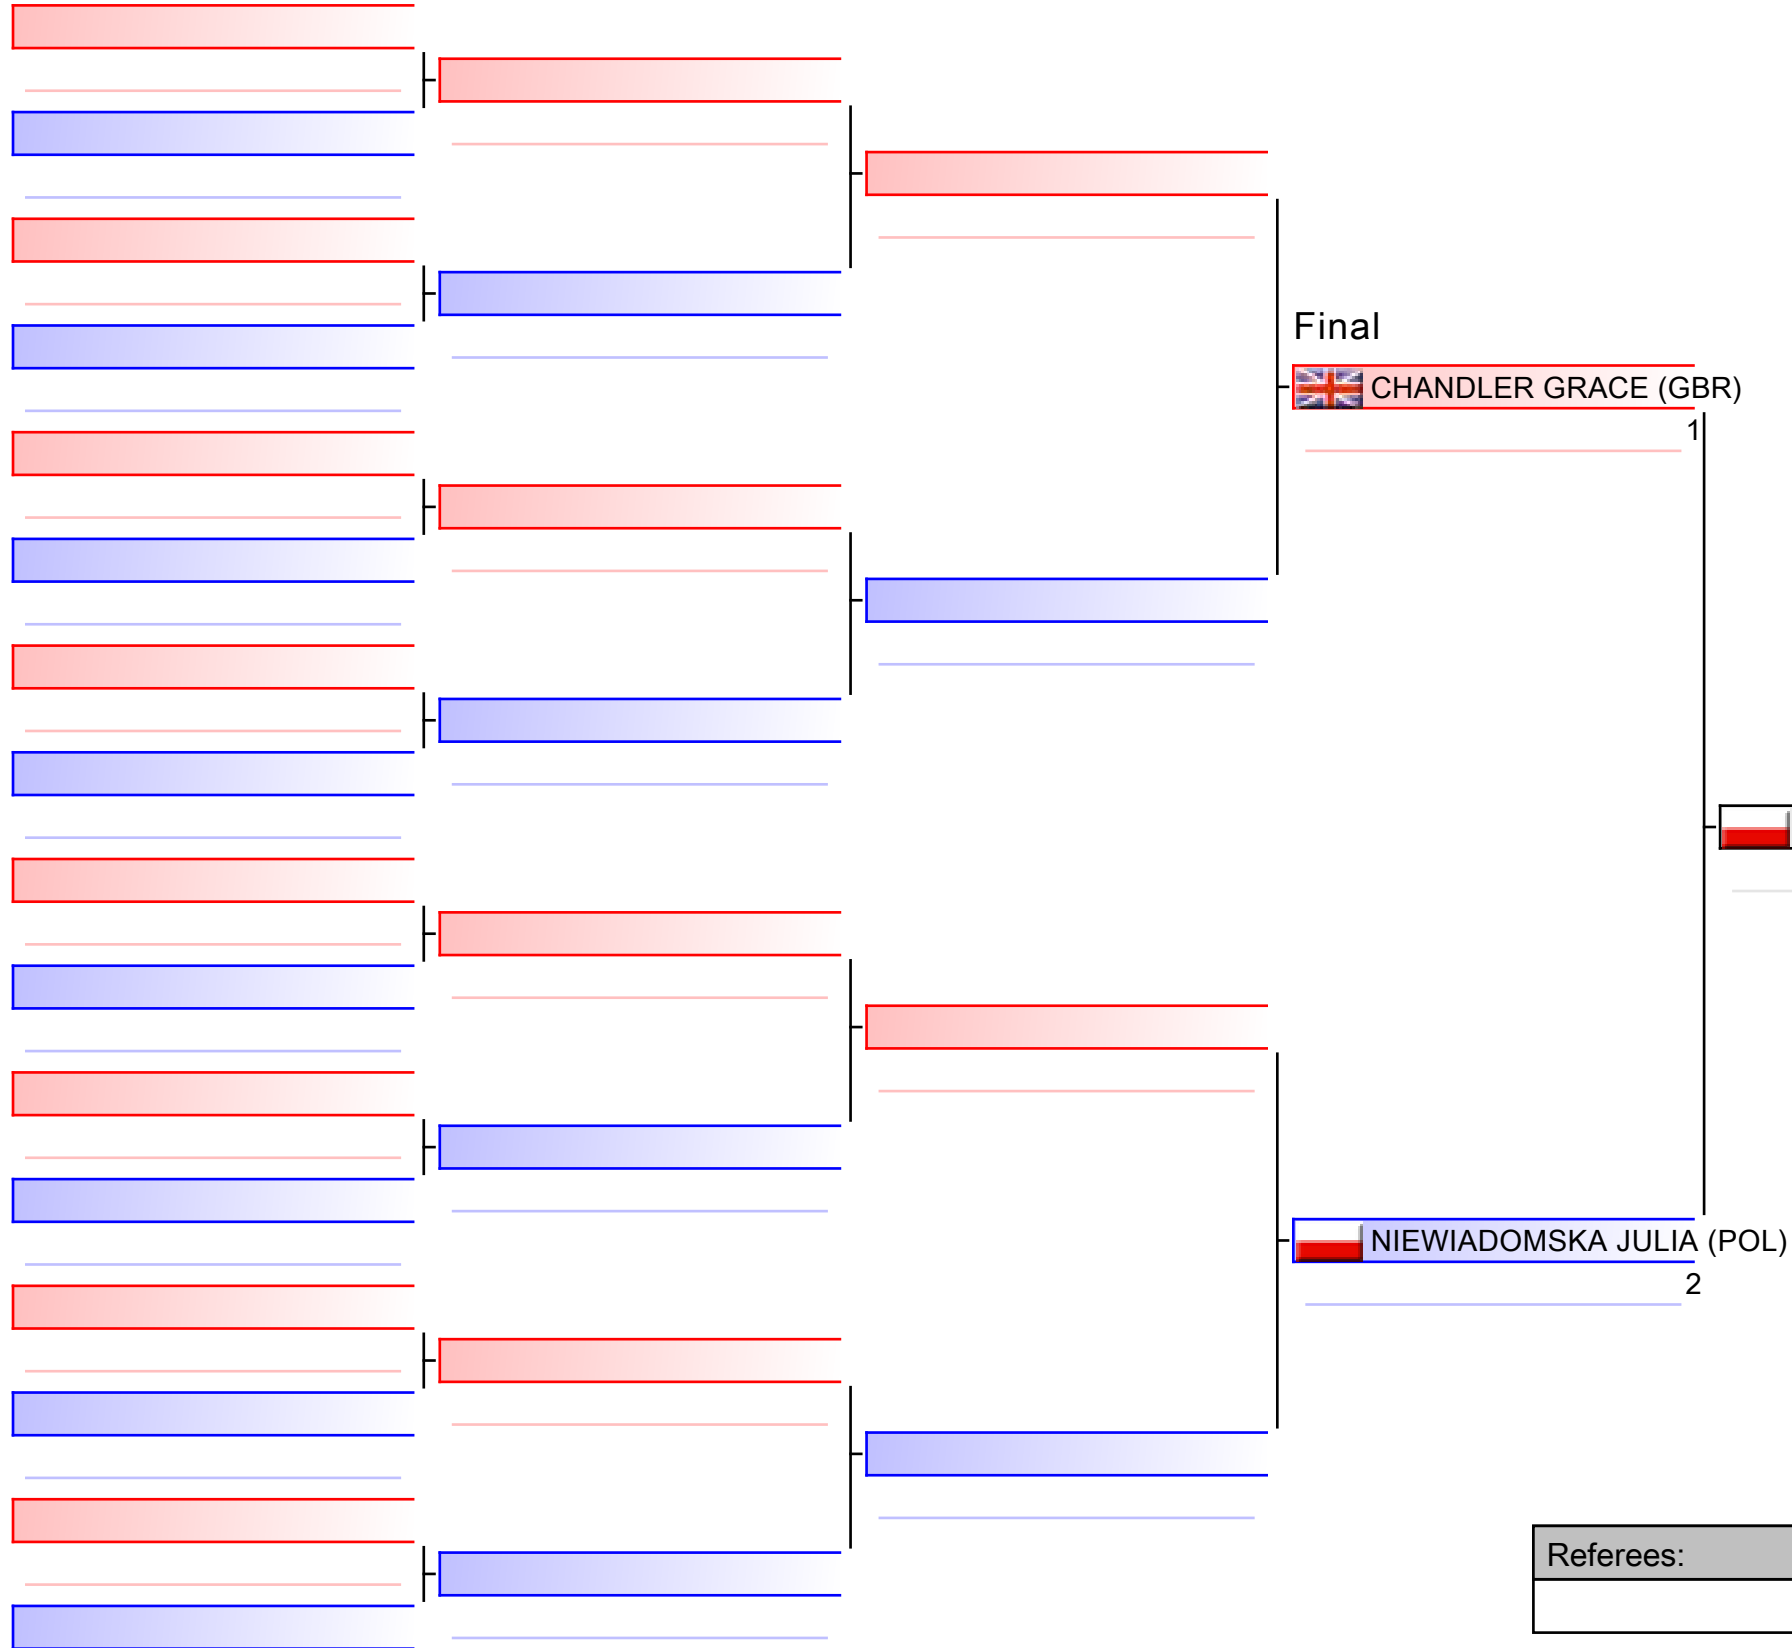 Final
CHANDLER GRACE (GBR)
1
NIEWIADOMSKA JULIA (POL)
2
Referees: